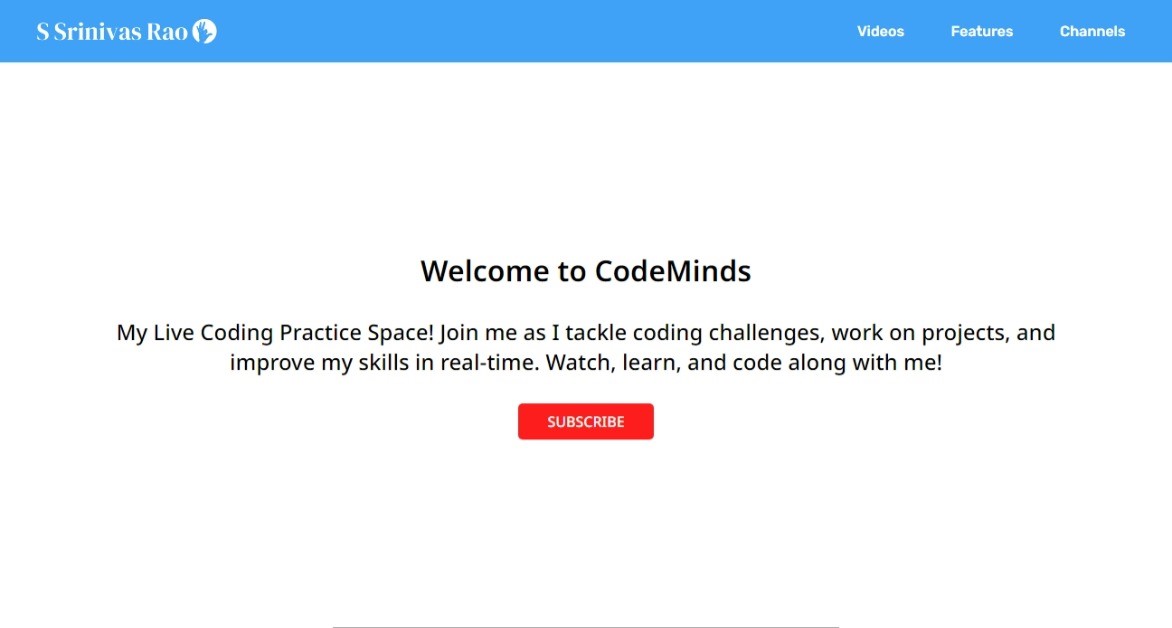 S Srinivas Rao
Videos
Features
Channels
Welcome to CodeMinds
My Live Coding Practice Space! Join me as I tackle coding challenges, work on projects, and
improve my skills in real-time. Watch, learn, and code along with me!
SUBSCRIBE